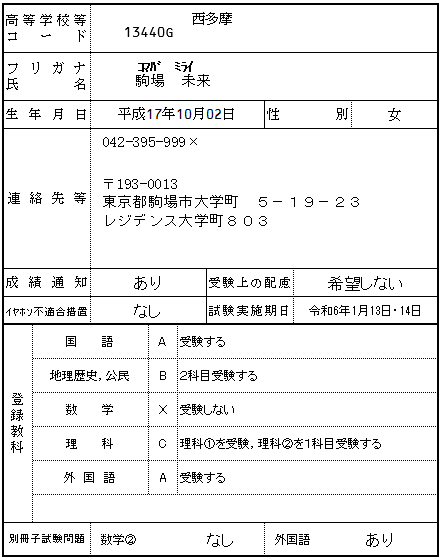 高等学校等
コード
西多摩
13440G
フリガナ
氏名
ｺﾏﾊﾞ ﾐﾗｲ
駒場 未来
生年月日 平成17年10月02日 性別 女
連絡先等
042-395-999×
〒193-0013
東京都駒場市大学町 ５－１９－２３
レジデンス大学町８０３
成績通知 あり 受験上の配慮 希望しない
ｲﾔﾎﾝ不適合措置 なし 試験実施期日 令和6年1月13日・14日
登録教科
国語 A 受験する
地理歴史，公民 B 2科目受験する
数学 X 受験しない
理科 C 理科①を受験，理科②を1科目受験する
外国語 A 受験する
別冊子試験問題 数学② なし 外国語 あり